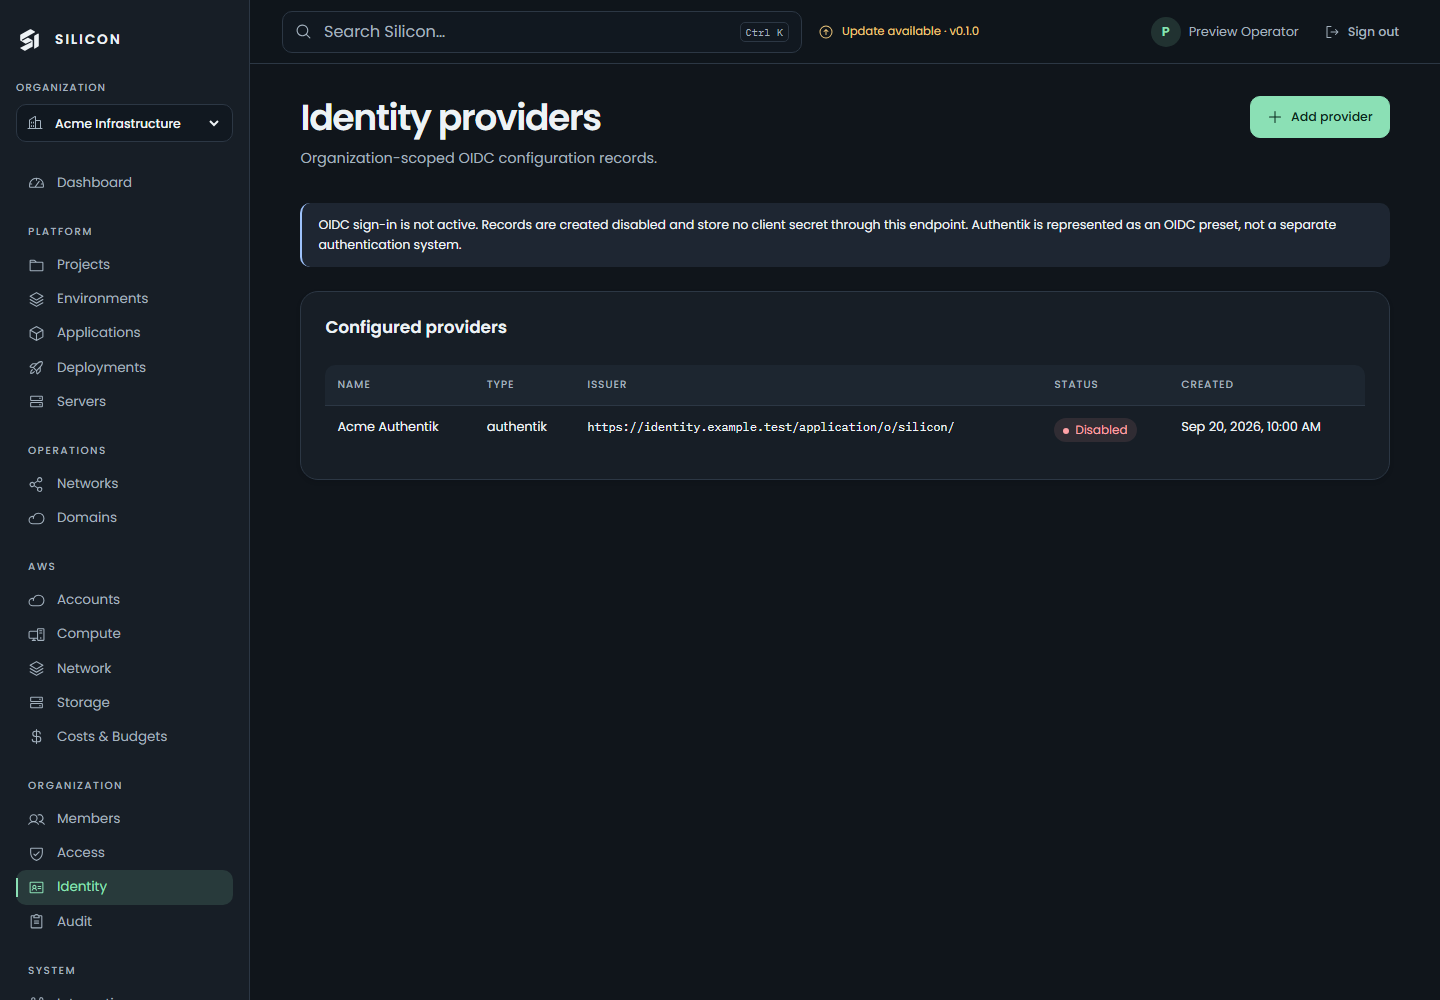 SILICON
Search Silicon...
Ctrl K
Update available · v0.1.0
P
Preview Operator
Sign out
ORGANIZATION
Acme Infrastructure
Dashboard
PLATFORM
Projects
Environments
Applications
Deployments
Servers
OPERATIONS
Networks
Domains
AWS
Accounts
Compute
Network
Storage
Costs & Budgets
ORGANIZATION
Members
Access
Identity
Audit
SYSTEM
Identity providers
Add provider
Organization-scoped OIDC configuration records.
OIDC sign-in is not active. Records are created disabled and store no client secret through this endpoint. Authentik is represented as an OIDC preset, not a separate
authentication system.
Configured providers
NAME TYPE ISSUER STATUS CREATED
Acme Authentik authentik https://identity.example.test/application/o/silicon/ Disabled Sep 20, 2026, 10:00 AM